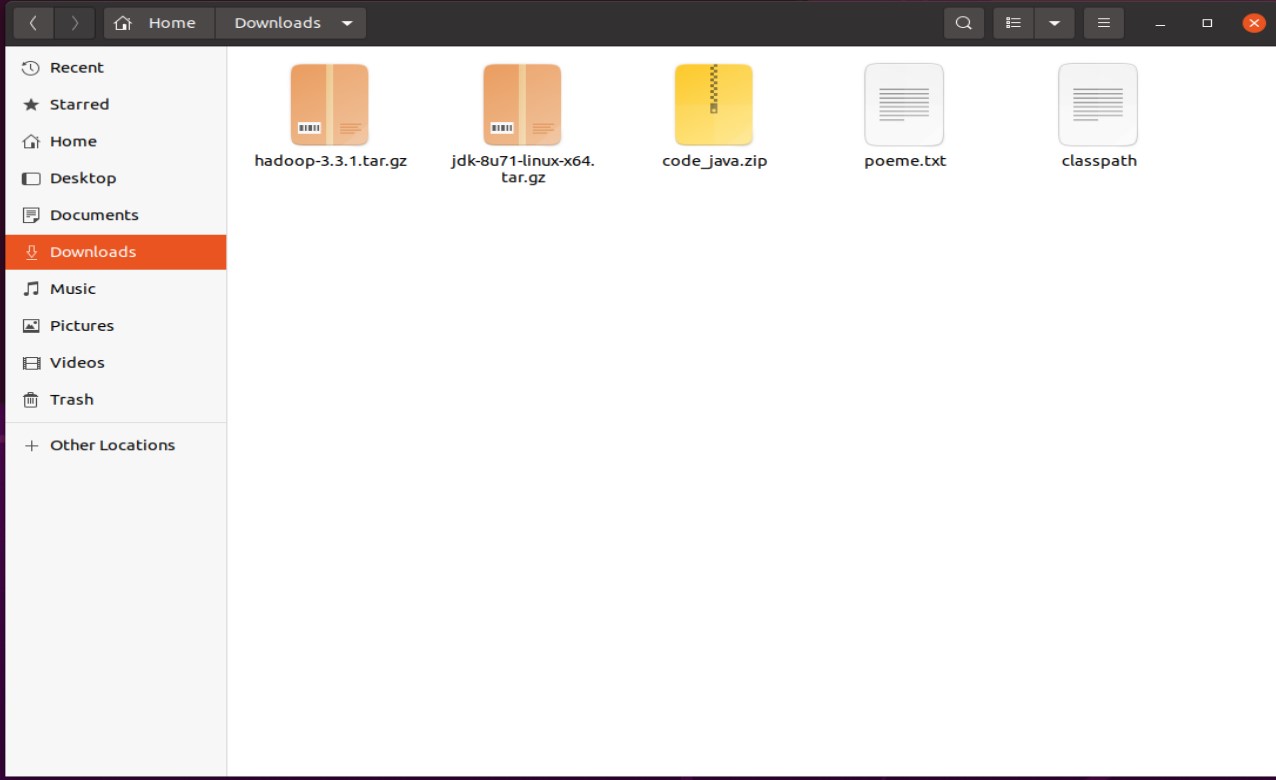 Home
Downloads
Recent
Starred
Home
Desktop
Documents
Downloads
Music
Pictures
Videos
Trash
Other Locations
hadoop-3.3.1.tar.gz
jdk-8u71-linux-x64.
tar.gz
code_java.zip
poeme.txt
classpath